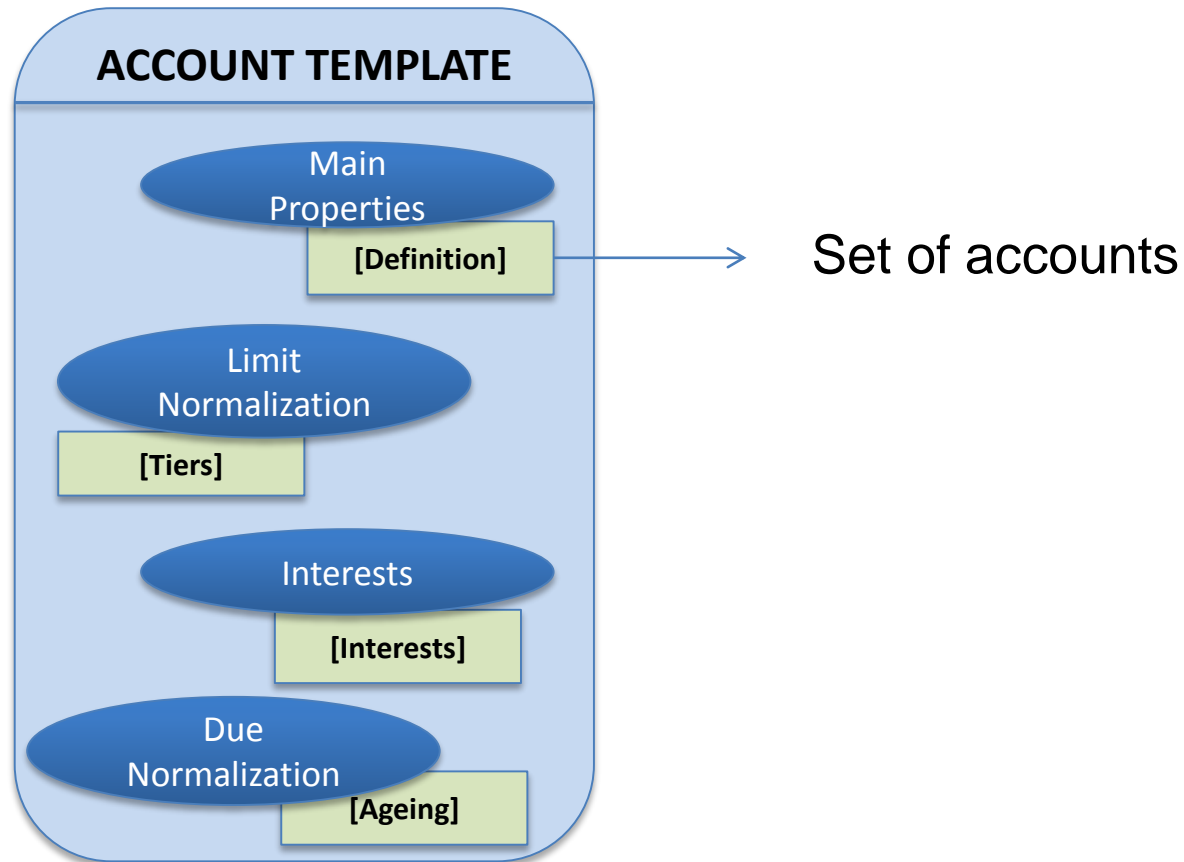 ACCOUNT TEMPLATE
Main
Properties
[Definition]
Set of accounts
Limit
Normalization
[Tiers]
Interests
[Interests]
Due
Normalization
[Ageing]